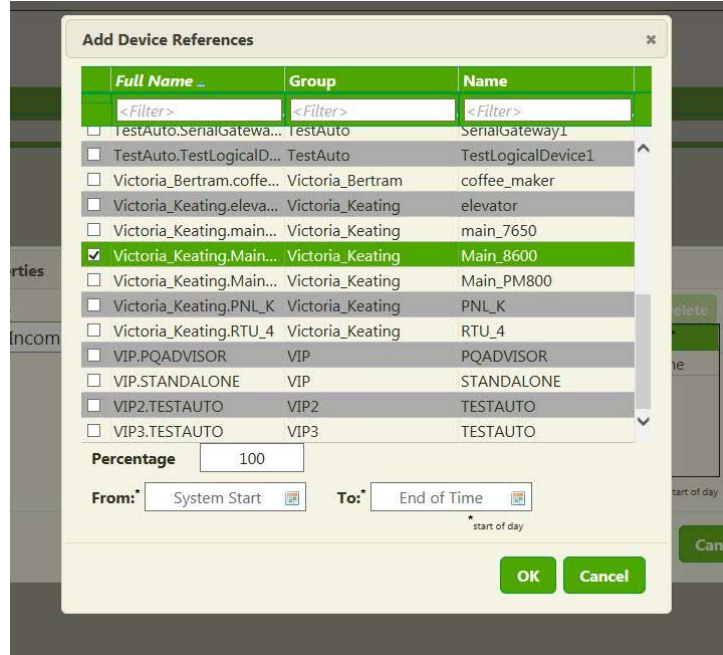 Add Device References ×
Full Name Group Name
<Filter> <Filter> <Filter>
TestAuto.SerialGatewa... TestAuto SerialGateway1
TestAuto.TestLogicalD... TestAuto TestLogicalDevice1
Victoria_Bertram.coffe... Victoria_Bertram coffee_maker
Victoria_Keating.eleva... Victoria_Keating elevator
Victoria_Keating.main... Victoria_Keating main_7650
Victoria_Keating.Main... Victoria_Keating Main_8600
Victoria_Keating.Main... Victoria_Keating Main_PM800
Victoria_Keating.PNL_K Victoria_Keating PNL_K
Victoria_Keating.RTU_4 Victoria_Keating RTU_4
VIP.PQADVISOR VIP PQADVISOR
VIP.STANDALONE VIP STANDALONE
VIP2.TESTAUTO VIP2 TESTAUTO
VIP3.TESTAUTO VIP3 TESTAUTO
Percentage 100
From:* System Start To:* End of Time
*start of day
OK Cancel
erties
Incom
elete
ne
tart of day
Can